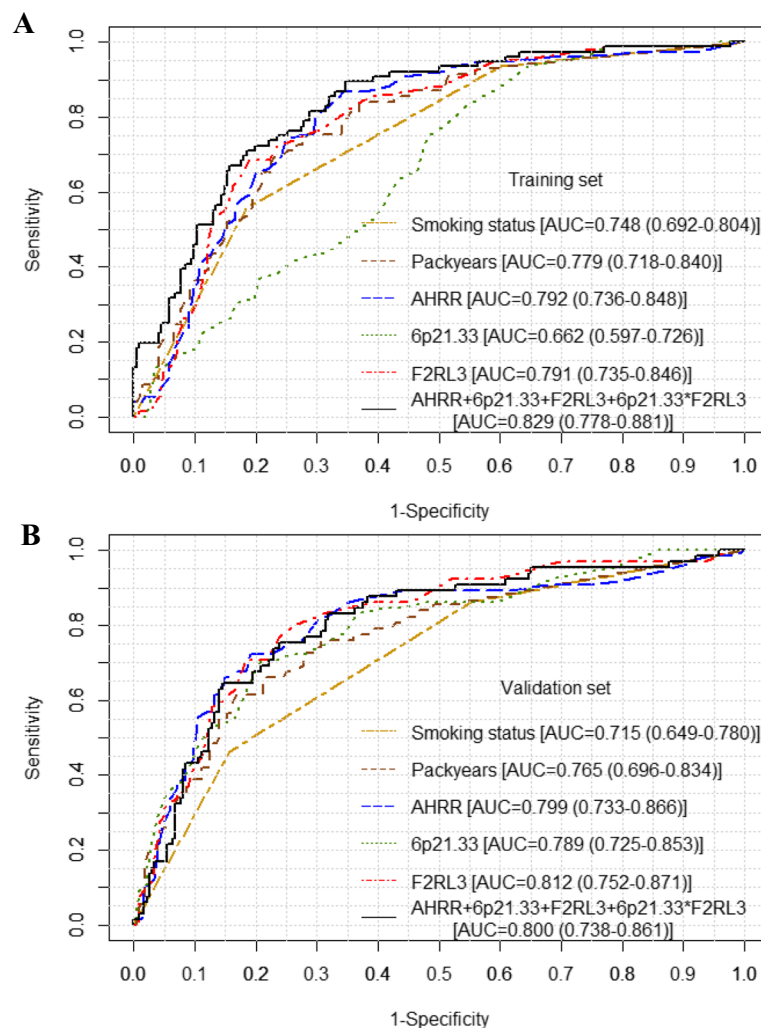 A
1.0
0.8
0.6
0.4
0.2
0.0
Sensitivity
Training set
Smoking status [AUC=0.748 (0.692-0.804)]
Packyears [AUC=0.779 (0.718-0.840)]
AHRR [AUC=0.792 (0.736-0.848)]
6p21.33 [AUC=0.662 (0.597-0.726)]
F2RL3 [AUC=0.791 (0.735-0.846)]
AHRR+6p21.33+F2RL3+6p21.33*F2RL3
[AUC=0.829 (0.778-0.881)]
0.0 0.1 0.2 0.3 0.4 0.5 0.6 0.7 0.8 0.9 1.0
1-Specificity
B
1.0
0.8
0.6
0.4
0.2
0.0
Sensitivity
Validation set
Smoking status [AUC=0.715 (0.649-0.780)]
Packyears [AUC=0.765 (0.696-0.834)]
AHRR [AUC=0.799 (0.733-0.866)]
6p21.33 [AUC=0.789 (0.725-0.853)]
F2RL3 [AUC=0.812 (0.752-0.871)]
AHRR+6p21.33+F2RL3+6p21.33*F2RL3
[AUC=0.800 (0.738-0.861)]
0.0 0.1 0.2 0.3 0.4 0.5 0.6 0.7 0.8 0.9 1.0
1-Specificity